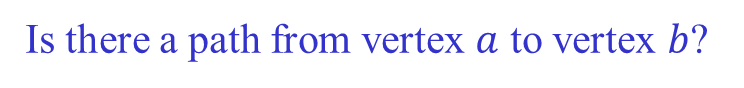 Is there a path from vertex a to vertex b?